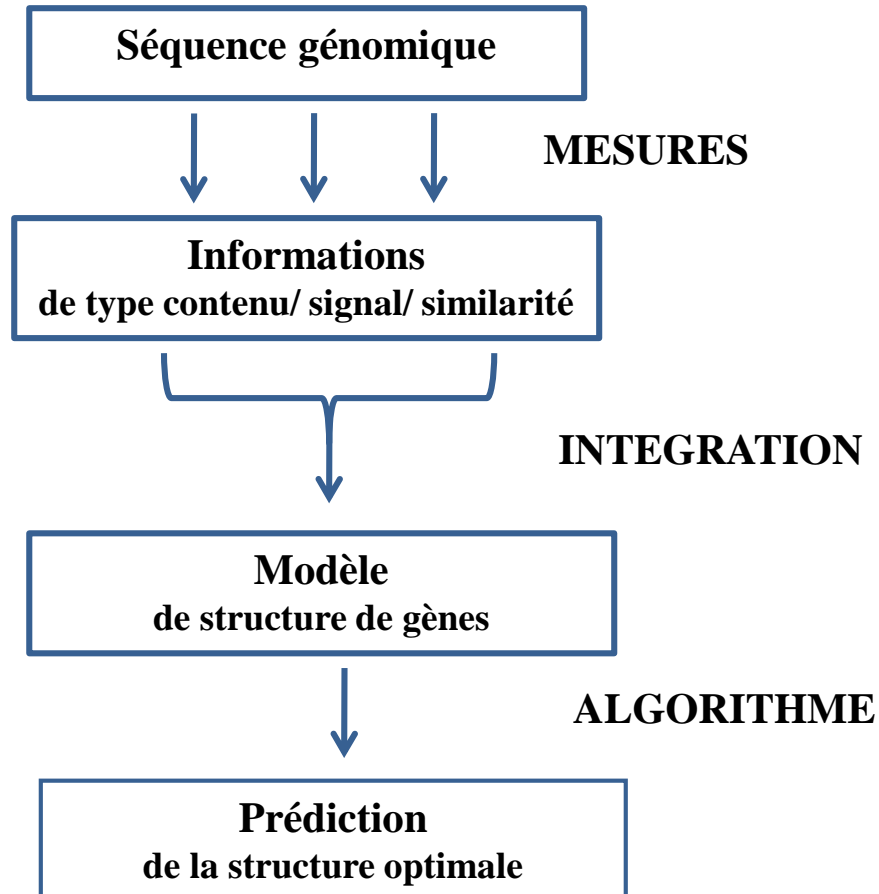 Séquence génomique
MESURES
Informations
de type contenu/ signal/ similarité
INTEGRATION
Modèle
de structure de gènes
ALGORITHME
Prédiction
de la structure optimale